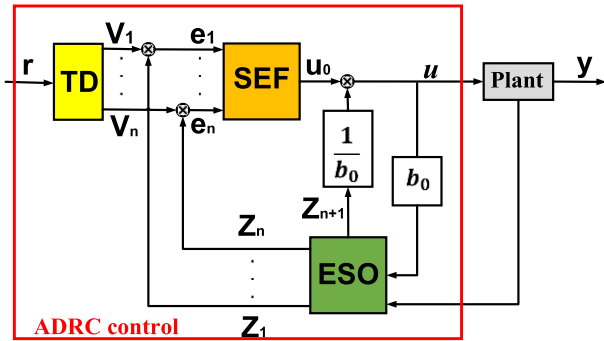 r
TD
V1
Vn
e1
en
SEF
u0
u
Plant
y
1
b0
b0
Zn+1
Zn
Z1
ESO
ADRC control